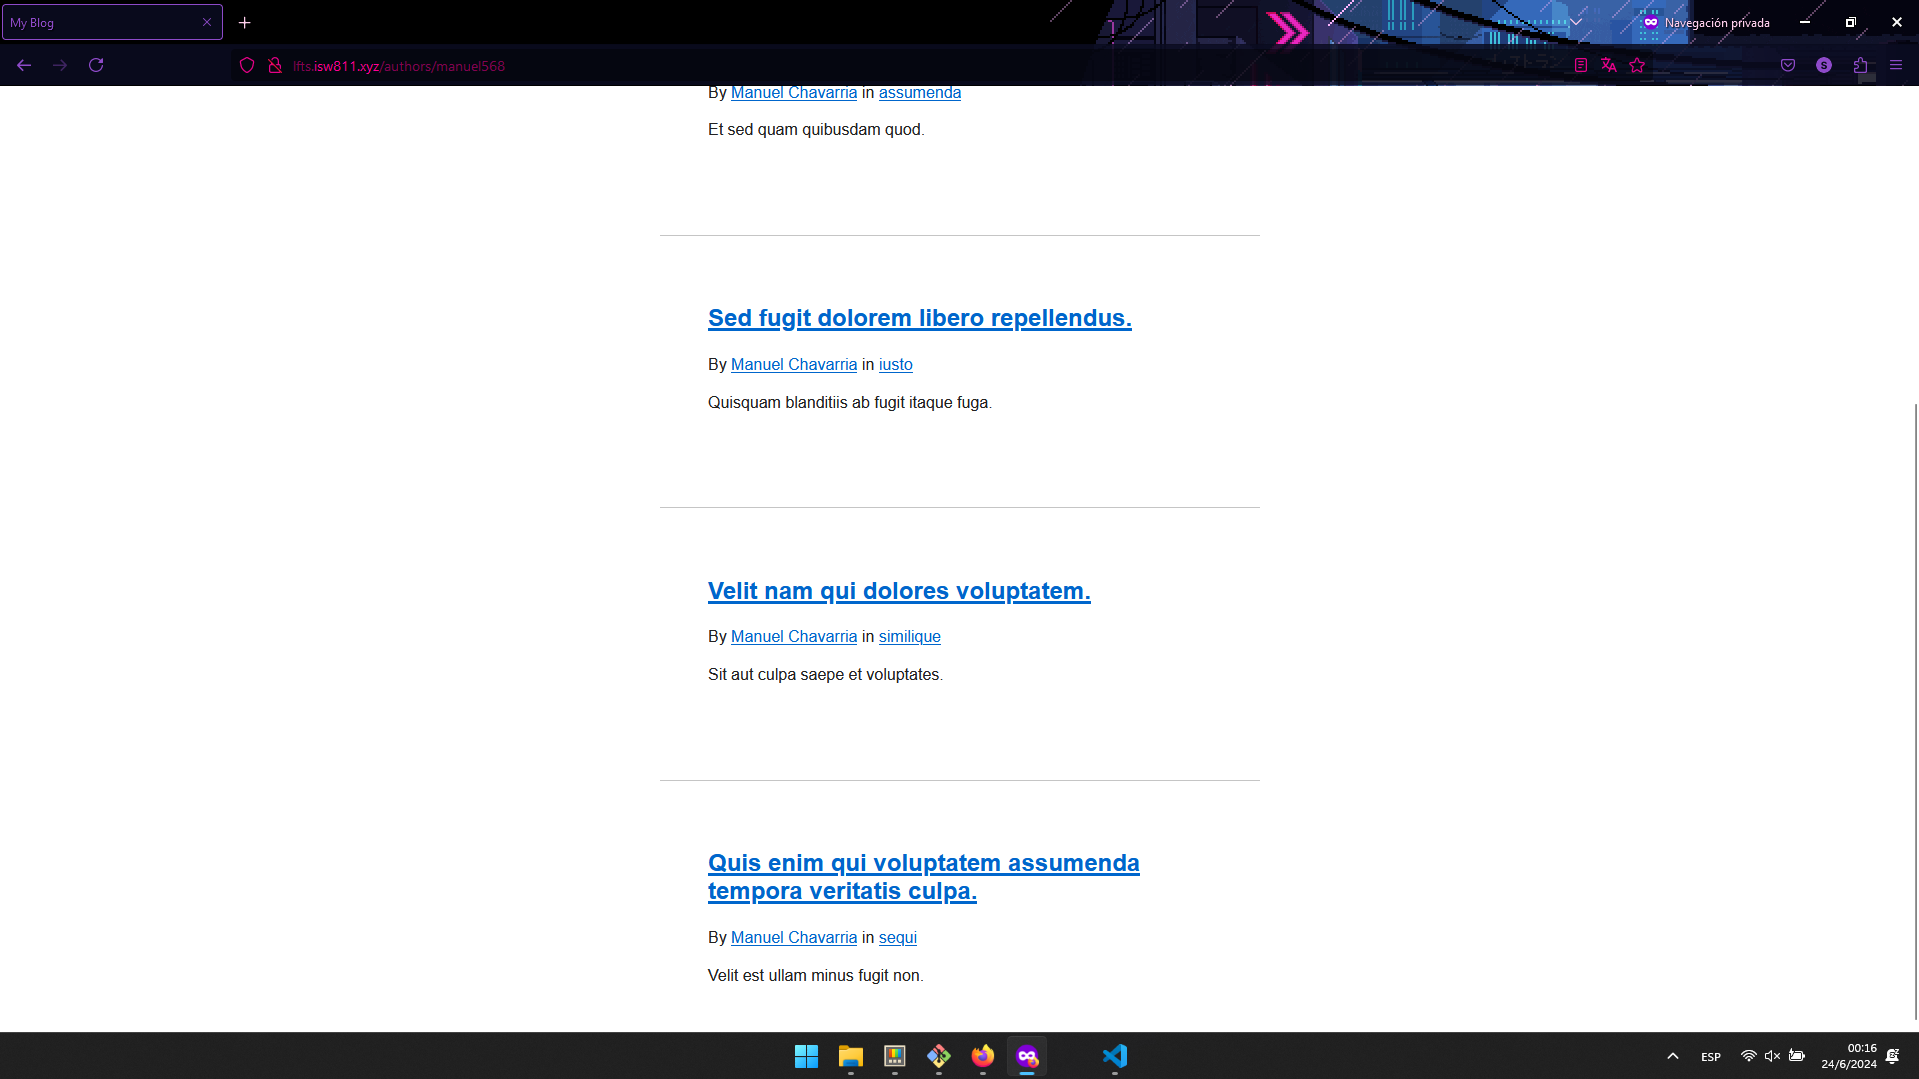 My Blog
Navegación privada
lfts.isw811.xyz/authors/manuel568
By Manuel Chavarria in assumenda
Et sed quam quibusdam quod.
Sed fugit dolorem libero repellendus.
By Manuel Chavarria in iusto
Quisquam blanditiis ab fugit itaque fuga.
Velit nam qui dolores voluptatem.
By Manuel Chavarria in similique
Sit aut culpa saepe et voluptates.
Quis enim qui voluptatem assumenda
tempora veritatis culpa.
By Manuel Chavarria in sequi
Velit est ullam minus fugit non.
ESP
00:16
24/6/2024